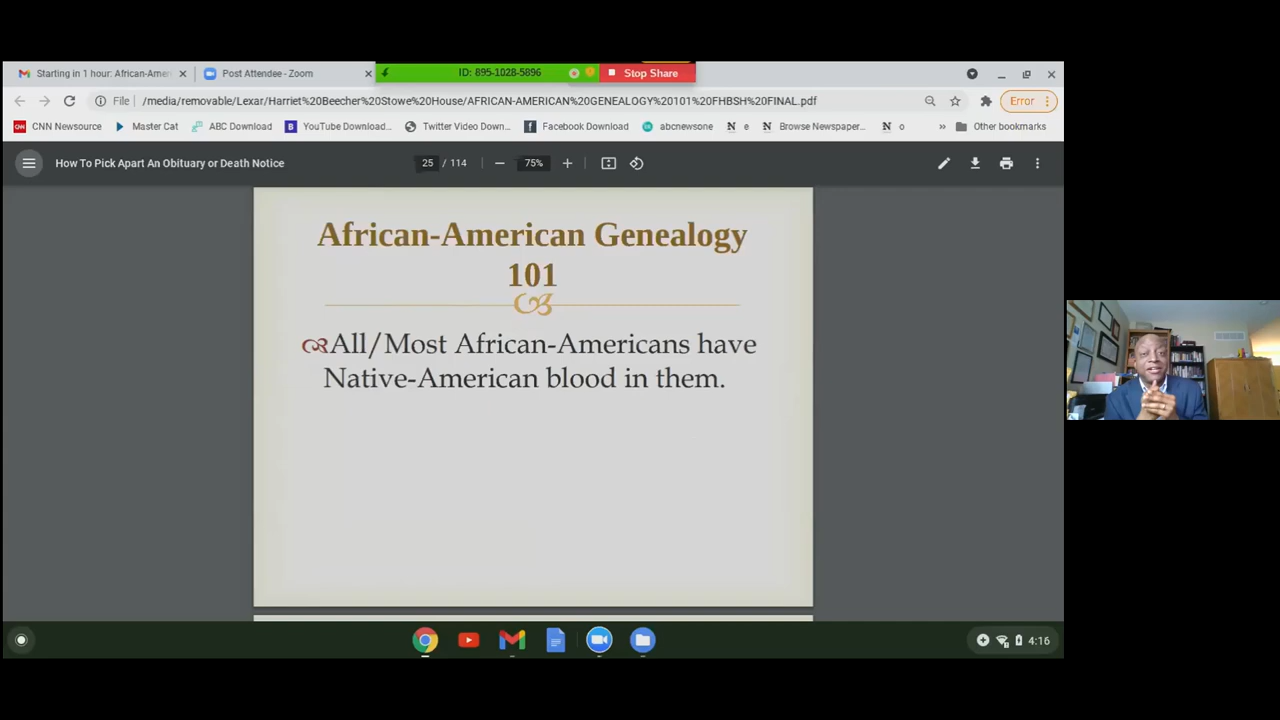 Starting in 1 hour: African-Amer
Post Attendee - Zoom
ID: 895-1028-5896
Stop Share
File
/media/removable/Lexar/Harriet%20Beecher%20Stowe%20House/AFRICAN-AMERICAN%20GENEALOGY%20101%20FHBSH%20FINAL.pdf
Error
CNN Newsource
Master Cat
ABC Download
YouTube Download...
Twitter Video Down...
Facebook Download
abcnewsone
N e
N Browse Newspaper...
N o
»
Other bookmarks
How To Pick Apart An Obituary or Death Notice
25 / 114
75%
African-American Genealogy
101
All/Most African-Americans have
Native-American blood in them.
4:16